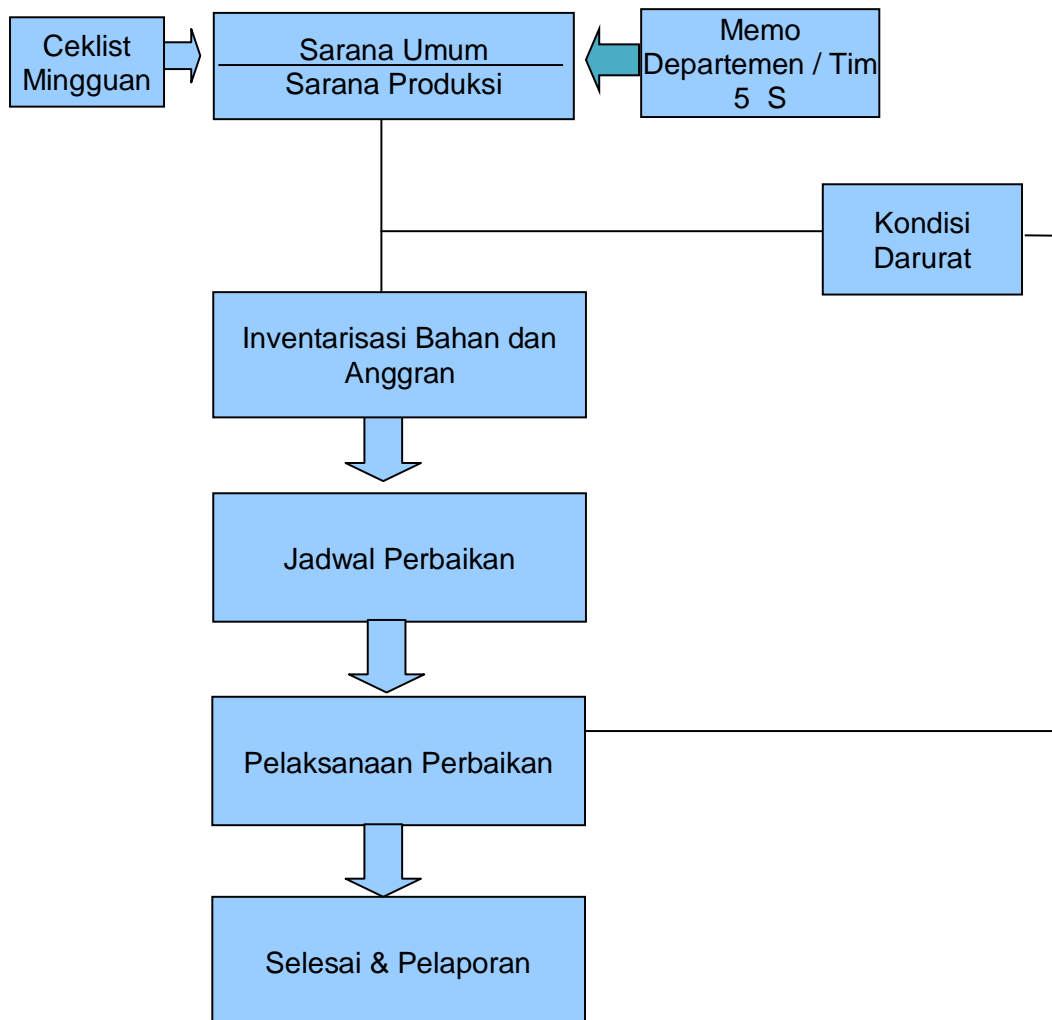 Ceklist
Mingguan
Sarana Umum
Sarana Produksi
Memo
Departemen / Tim
5 S
Kondisi
Darurat
Inventarisasi Bahan dan
Anggran
Jadwal Perbaikan
Pelaksanaan Perbaikan
Selesai & Pelaporan